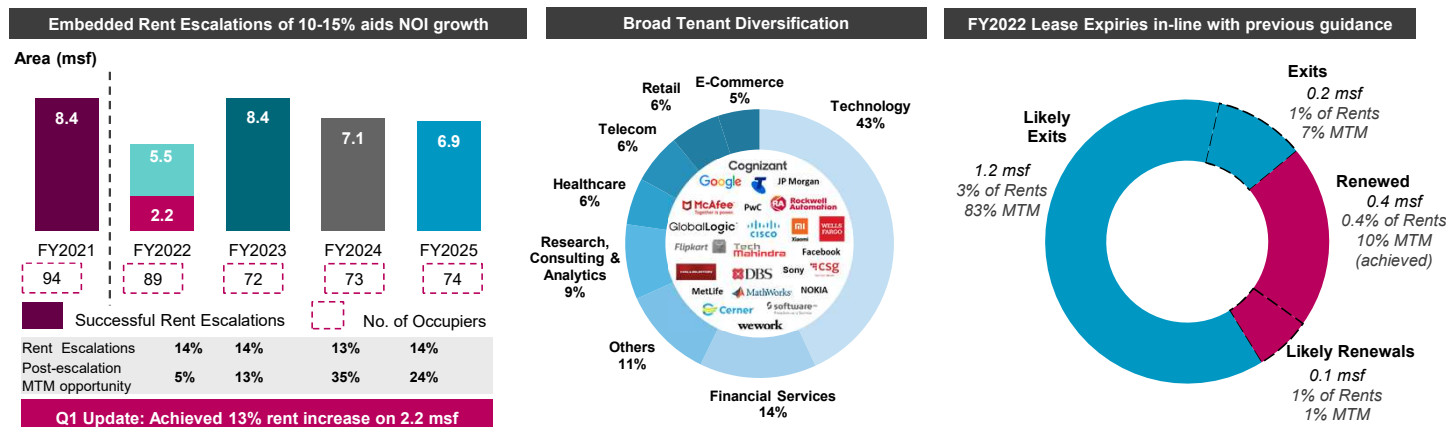 Embedded Rent Escalations of 10-15% aids NOI growth
Area (msf)
8.4
5.5
2.2
8.4
7.1
6.9
FY2021
FY2022
FY2023
FY2024
FY2025
94
89
72
73
74
Successful Rent Escalations
No. of Occupiers
Rent Escalations 14% 14% 13% 14%
Post-escalation
MTM opportunity 5% 13% 35% 24%
Q1 Update: Achieved 13% rent increase on 2.2 msf
Broad Tenant Diversification
E-Commerce
5%
Retail
6%
Technology
43%
Telecom
6%
Healthcare
6%
Research,
Consulting &
Analytics
9%
Others
11%
Financial Services
14%
Cognizant
Google
JP Morgan
McAfee
Together is power.
PwC
RA Rockwell
Automation
GlobalLogic
CISCO
mi
Xiaomi
WELLS
FARGO
Flipkart
Tech
Mahindra
Facebook
DBS
Sony
csg
MetLife
MathWorks
NOKIA
Cerner
software
wework
FY2022 Lease Expiries in-line with previous guidance
Exits
0.2 msf
1% of Rents
7% MTM
Likely
Exits
1.2 msf
3% of Rents
83% MTM
Renewed
0.4 msf
0.4% of Rents
10% MTM
(achieved)
Likely Renewals
0.1 msf
1% of Rents
1% MTM